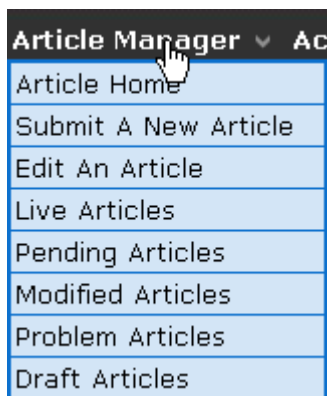 Article Manager Ac
Article Home
Submit A New Article
Edit An Article
Live Articles
Pending Articles
Modified Articles
Problem Articles
Draft Articles